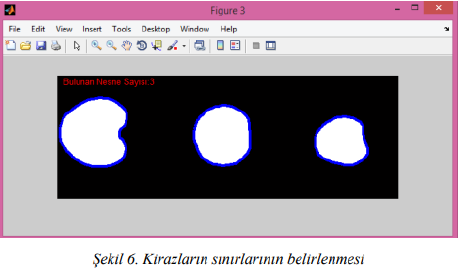 Figure 3
File Edit View Insert Tools Desktop Window Help
Bulunan Nesne Sayısı:3
Şekil 6. Kirazların sınırlarının belirlenmesi